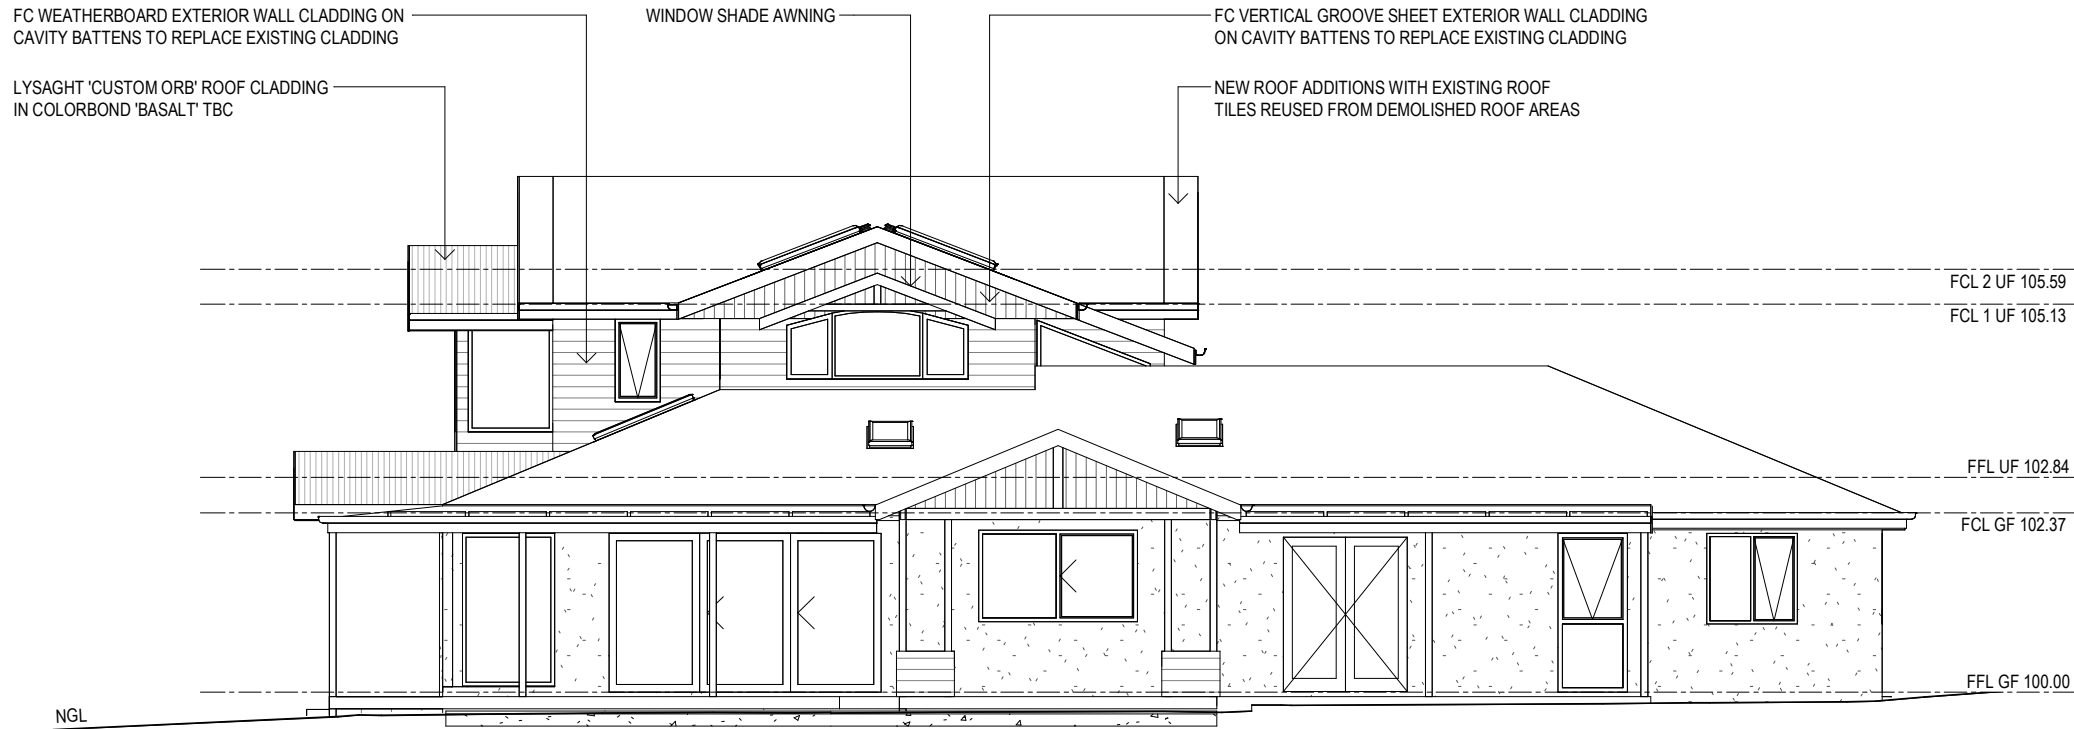 FC WEATHERBOARD EXTERIOR WALL CLADDING ON
CAVITY BATTENS TO REPLACE EXISTING CLADDING
WINDOW SHADE AWNING
FC VERTICAL GROOVE SHEET EXTERIOR WALL CLADDING
ON CAVITY BATTENS TO REPLACE EXISTING CLADDING
LYSAGHT 'CUSTOM ORB' ROOF CLADDING
IN COLORBOND 'BASALT' TBC
NEW ROOF ADDITIONS WITH EXISTING ROOF
TILES REUSED FROM DEMOLISHED ROOF AREAS
FCL 2 UF 105.59
FCL 1 UF 105.13
FFL UF 102.84
FCL GF 102.37
FFL GF 100.00
NGL